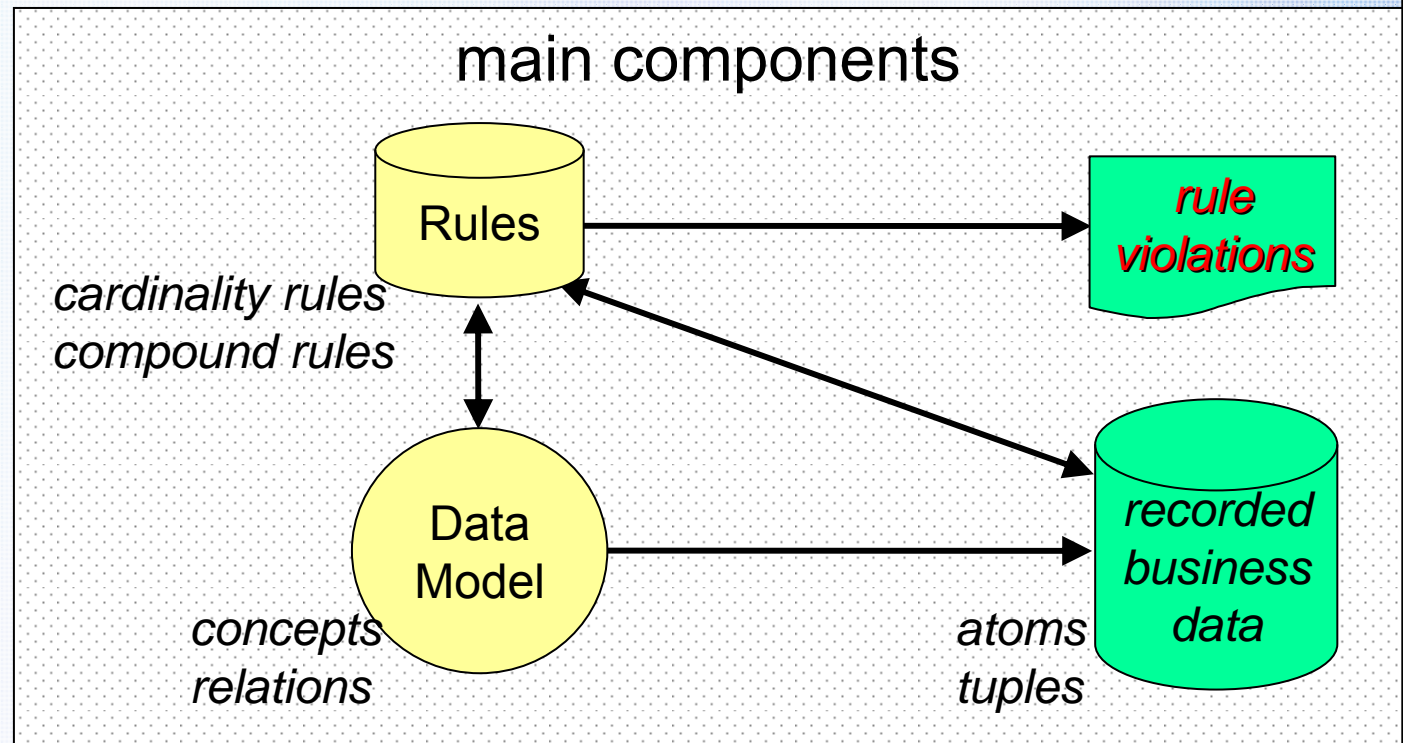 main components
Rules
rule
violations
cardinality rules
compound rules
Data
Model
concepts
relations
recorded
business
data
atoms
tuples